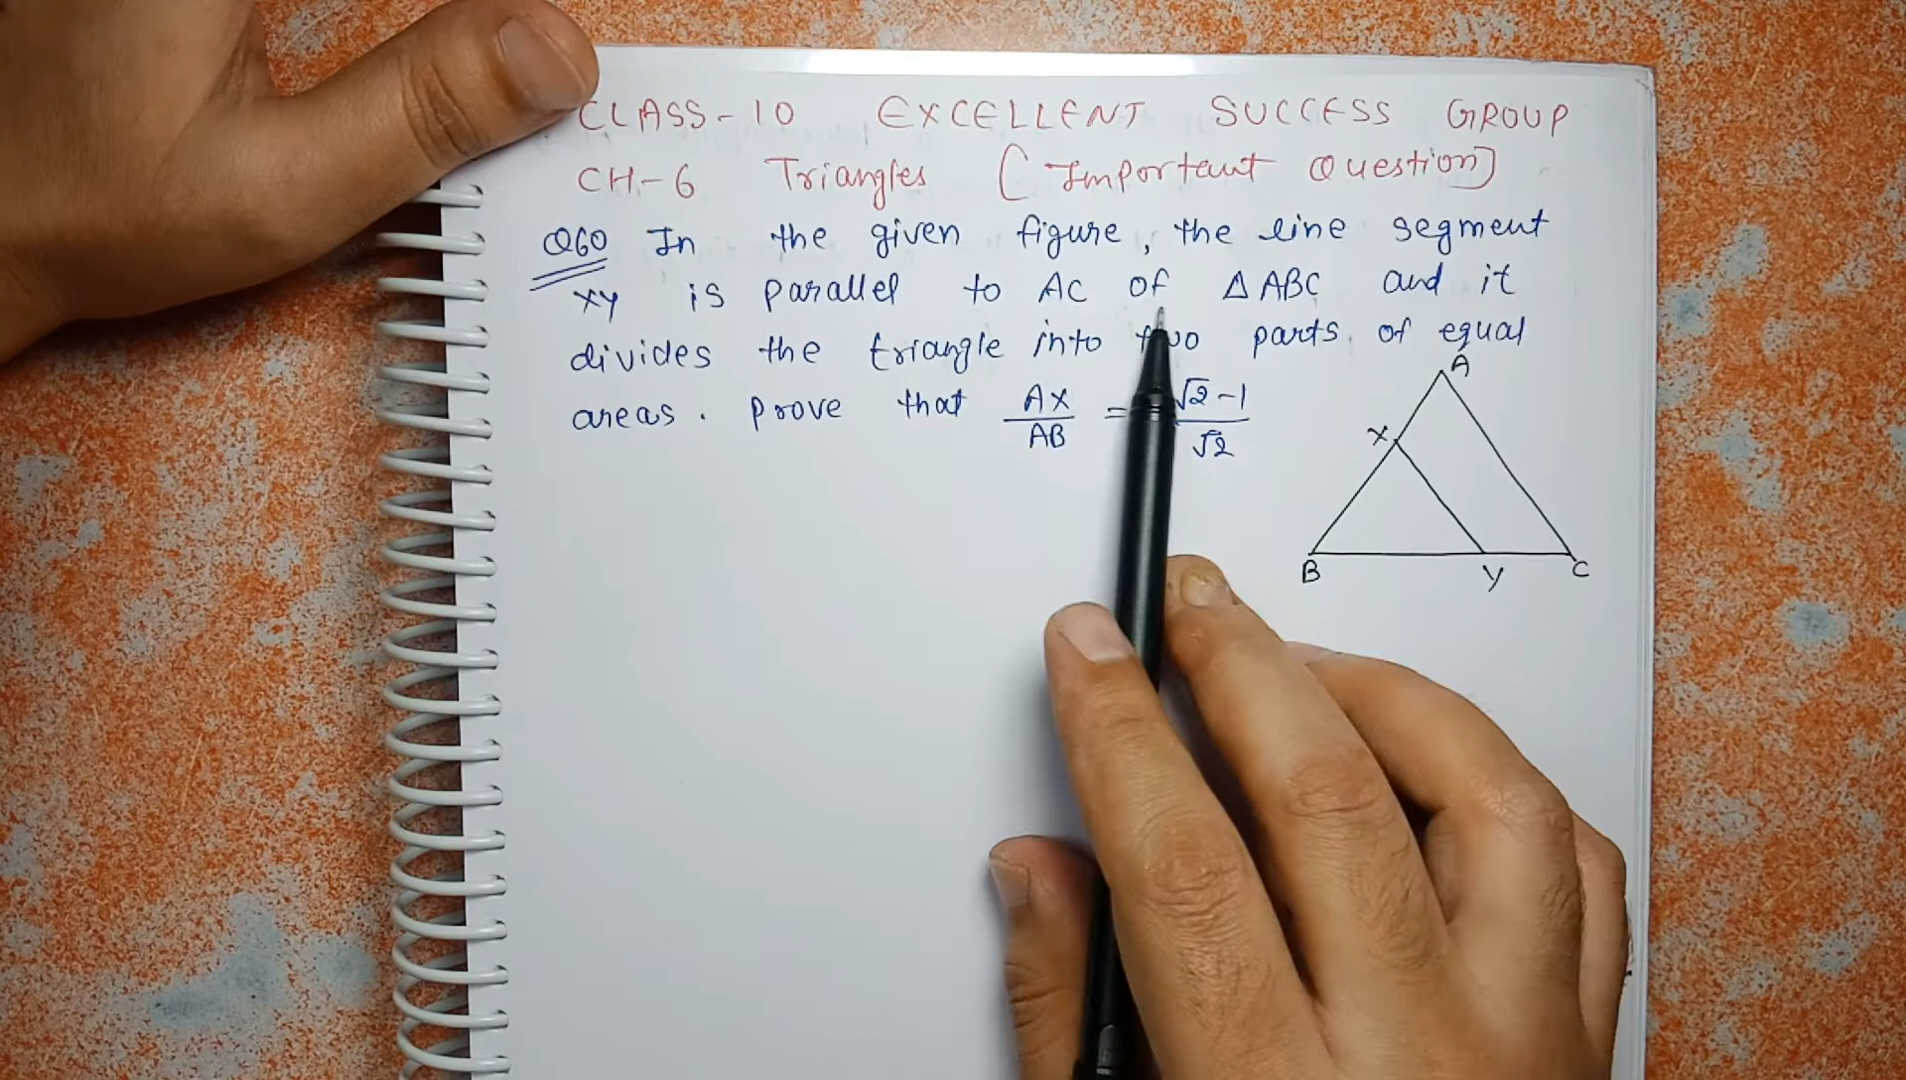 CLASS-10 EXCELLENT SUCCESS GROUP
CH-6 Triangles (Important Question)
Q60 In the given figure, the line segment
XY is parallel to AC of Δ ABC and it
divides the triangle into two parts of equal
areas. Prove that AX/AB = √2-1/√2
A
X
B Y C